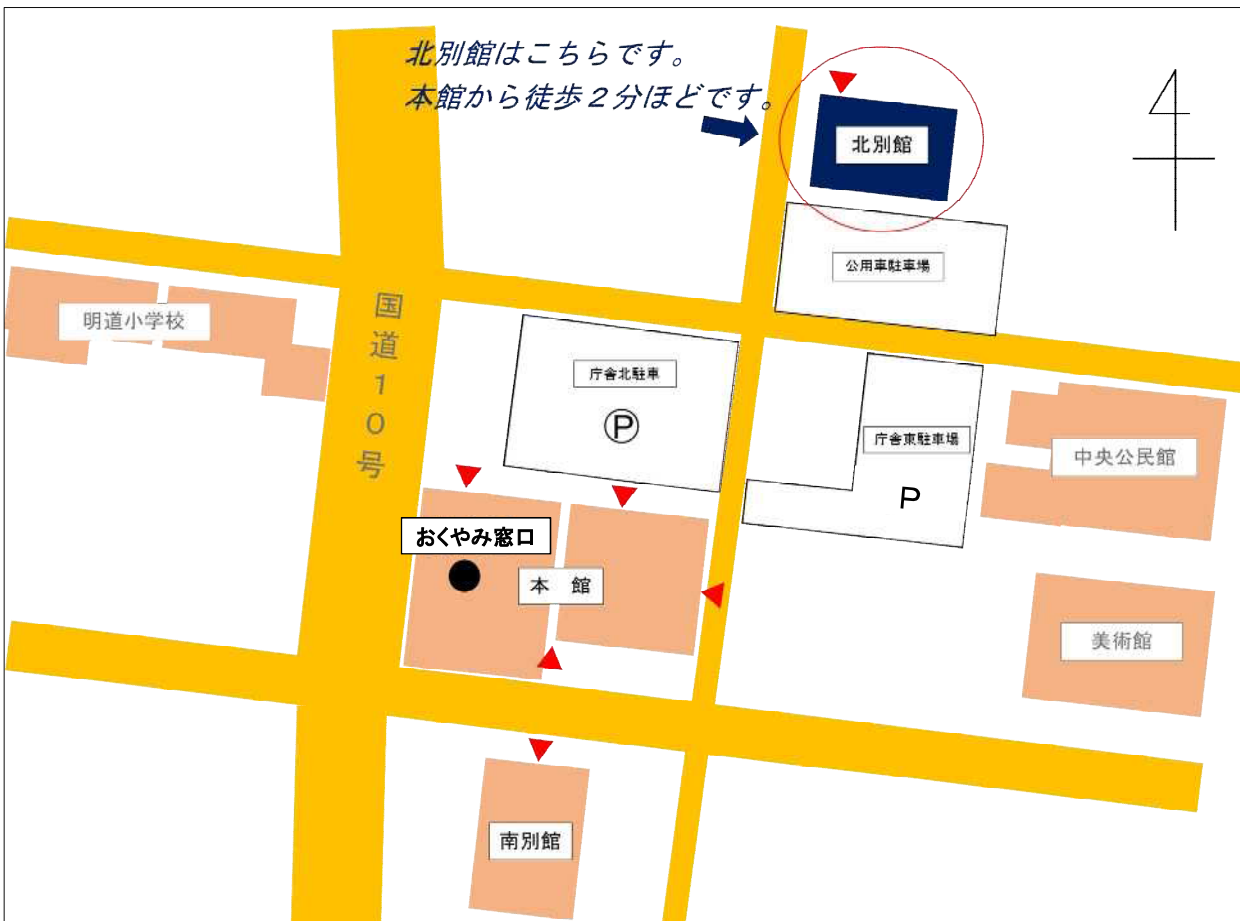 北別館はこちらです。
本館から徒歩２分ほどです。
北別館
公用車駐車場
明道小学校
国道１０号
庁舎北駐車
P
庁舎東駐車場
P
中央公民館
おくやみ窓口
本　館
美術館
南別館